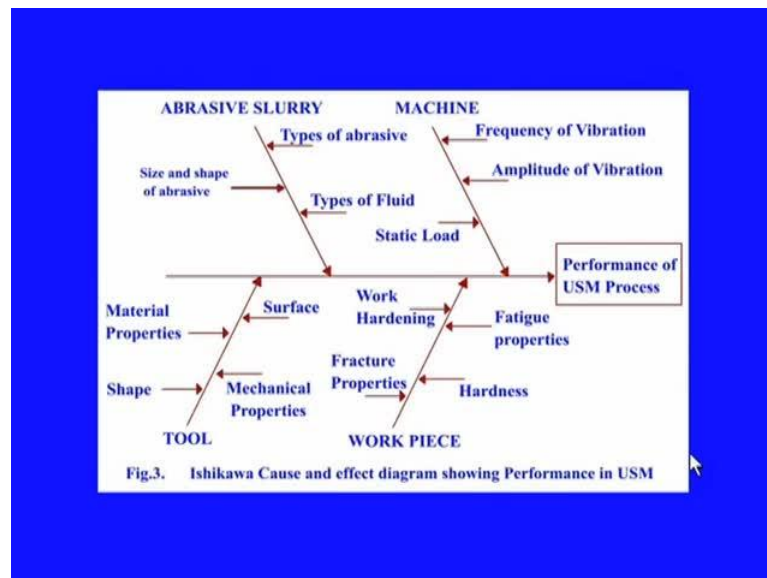 ABRASIVE SLURRY
MACHINE
Types of abrasive
Frequency of Vibration
Size and shape
of abrasive
Amplitude of Vibration
Types of Fluid
Static Load
Performance of
USM Process
Material
Properties
Surface
Work
Hardening
Fatigue
properties
Shape
Mechanical
Properties
Fracture
Properties
Hardness
TOOL
WORK PIECE
Fig.3. Ishikawa Cause and effect diagram showing Performance in USM